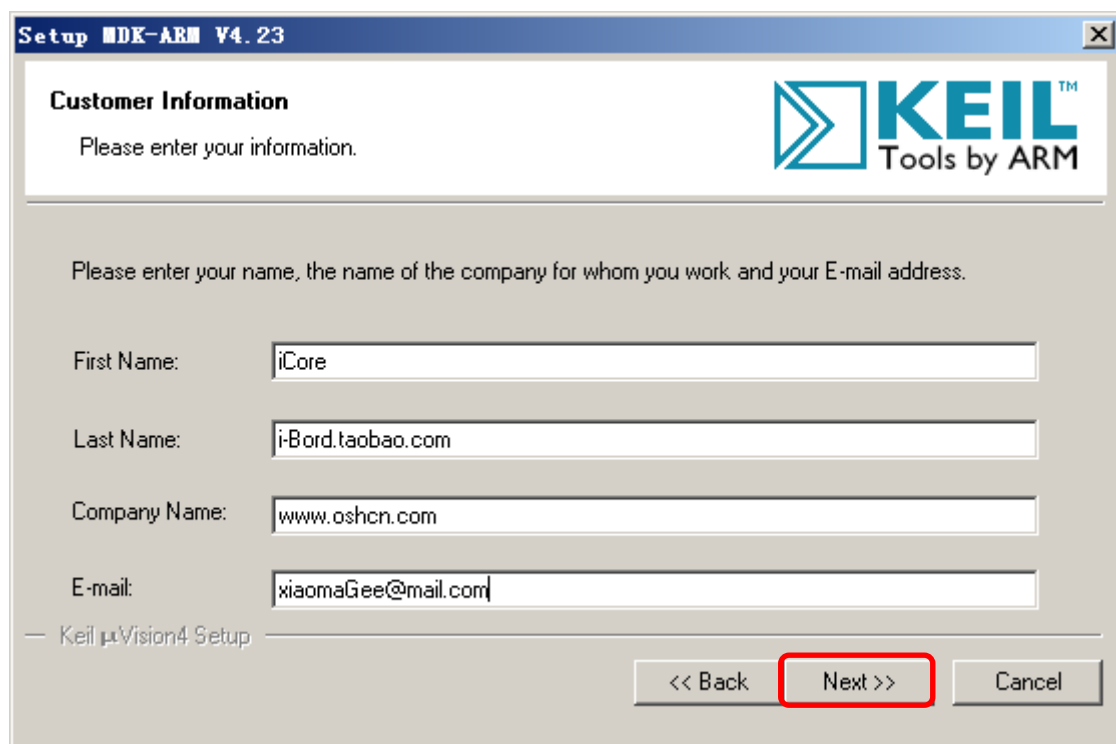 Setup MDK-ARM V4.23
Customer Information
Please enter your information.
KEIL™
Tools by ARM
Please enter your name, the name of the company for whom you work and your E-mail address.
First Name: iCore
Last Name: i-Bord.taobao.com
Company Name: www.oshcn.com
E-mail: xiaomaGee@mail.com
Keil µVision4 Setup
<< Back Next >> Cancel